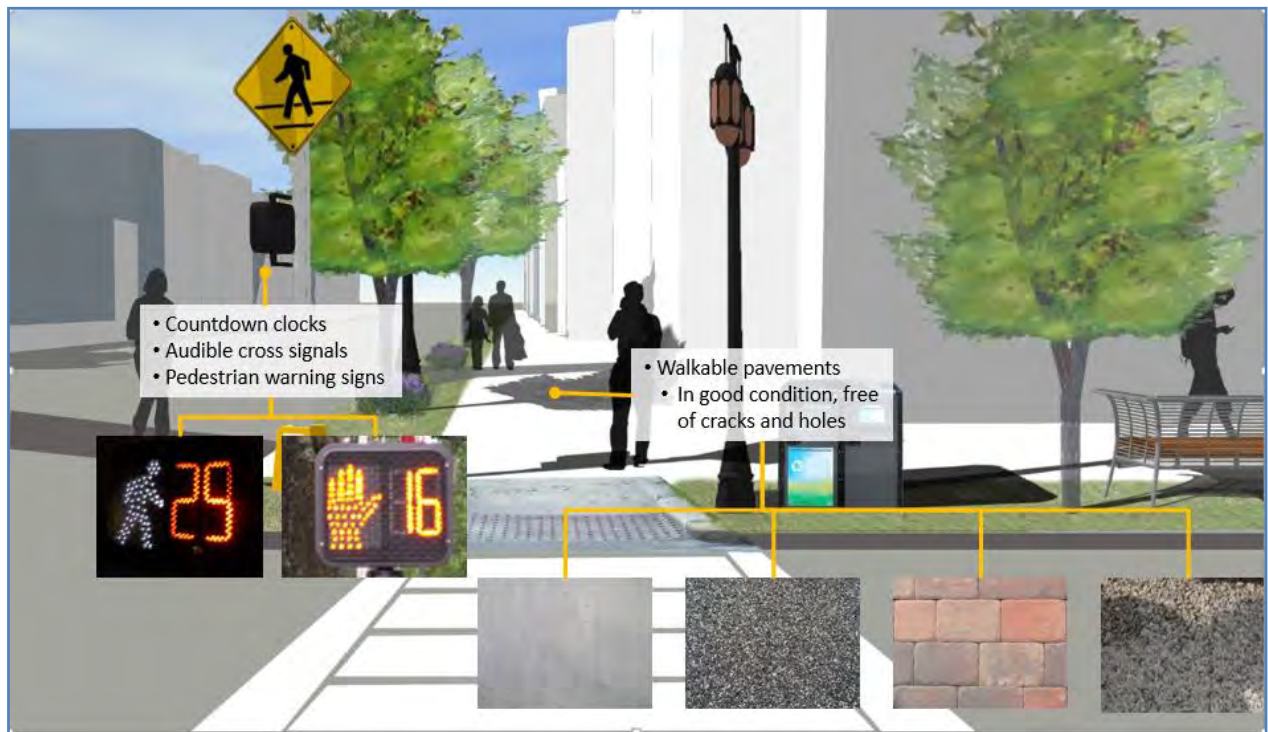 • Countdown clocks
• Audible cross signals
• Pedestrian warning signs
• Walkable pavements
• In good condition, free
of cracks and holes
29
16